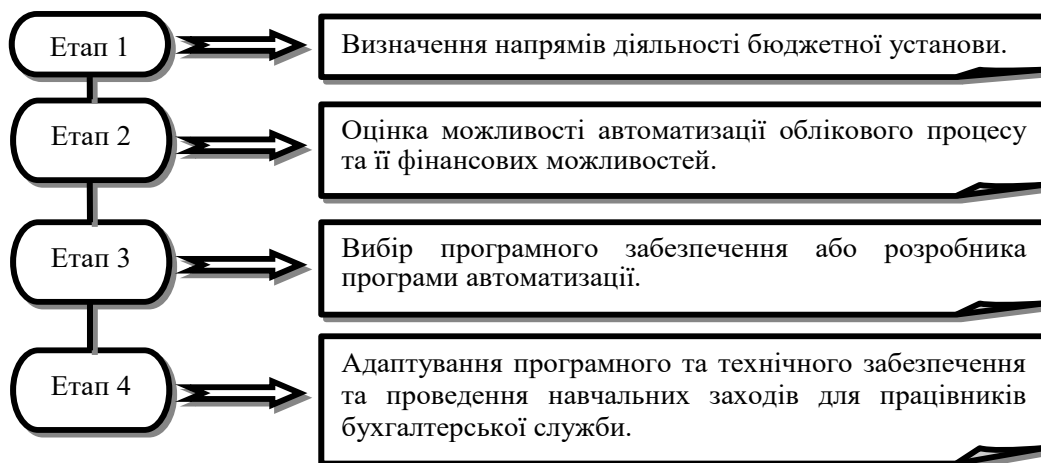 Етап 1
Визначення напрямів діяльності бюджетної установи.
Етап 2
Оцінка можливості автоматизації облікового процесу
та її фінансових можливостей.
Етап 3
Вибір програмного забезпечення або розробника
програми автоматизації.
Етап 4
Адаптування програмного та технічного забезпечення
та проведення навчальних заходів для працівників
бухгалтерської служби.